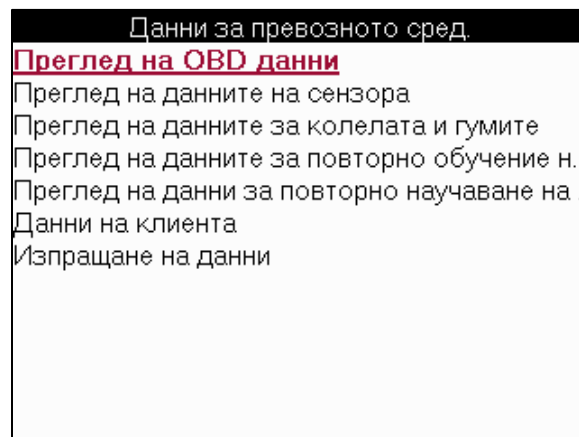 Данни за превозното сред.
Преглед на OBD данни
Преглед на данните на сензора
Преглед на данните за колелата и гумите
Преглед на данните за повторно обучение н.
Преглед на данни за повторно научаване на .
Данни на клиента
Изпращане на данни